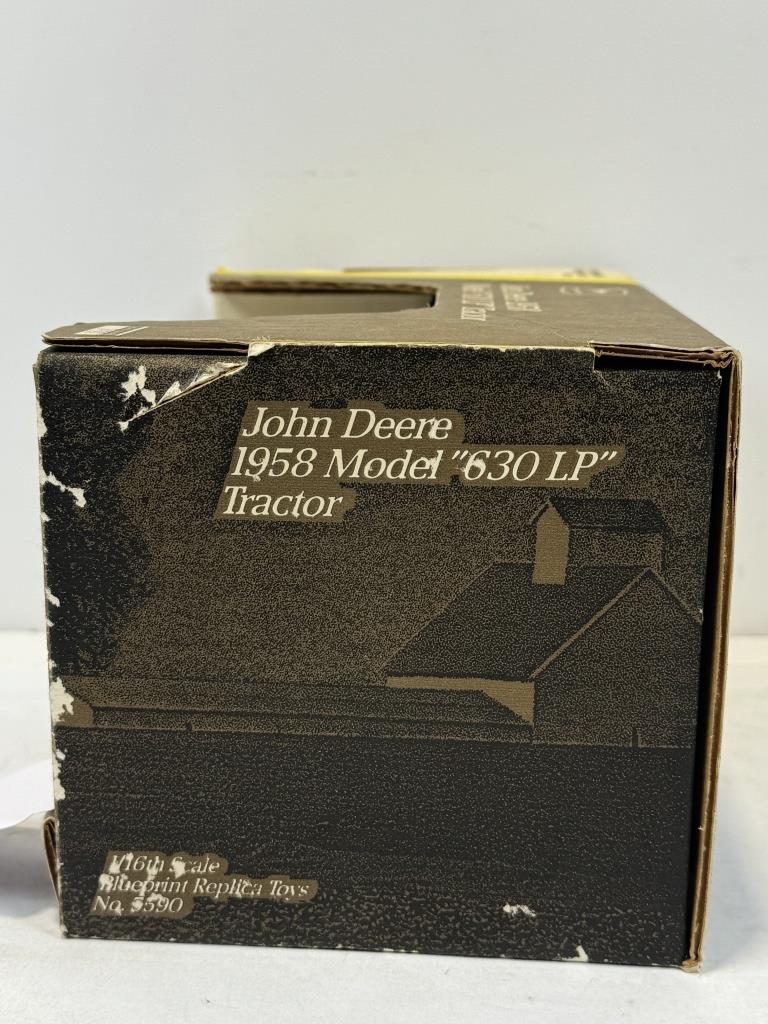 John Deere
1958 Model "630 LP"
Tractor
1/16th Scale
Blueprint Replica Toys
No. 5590